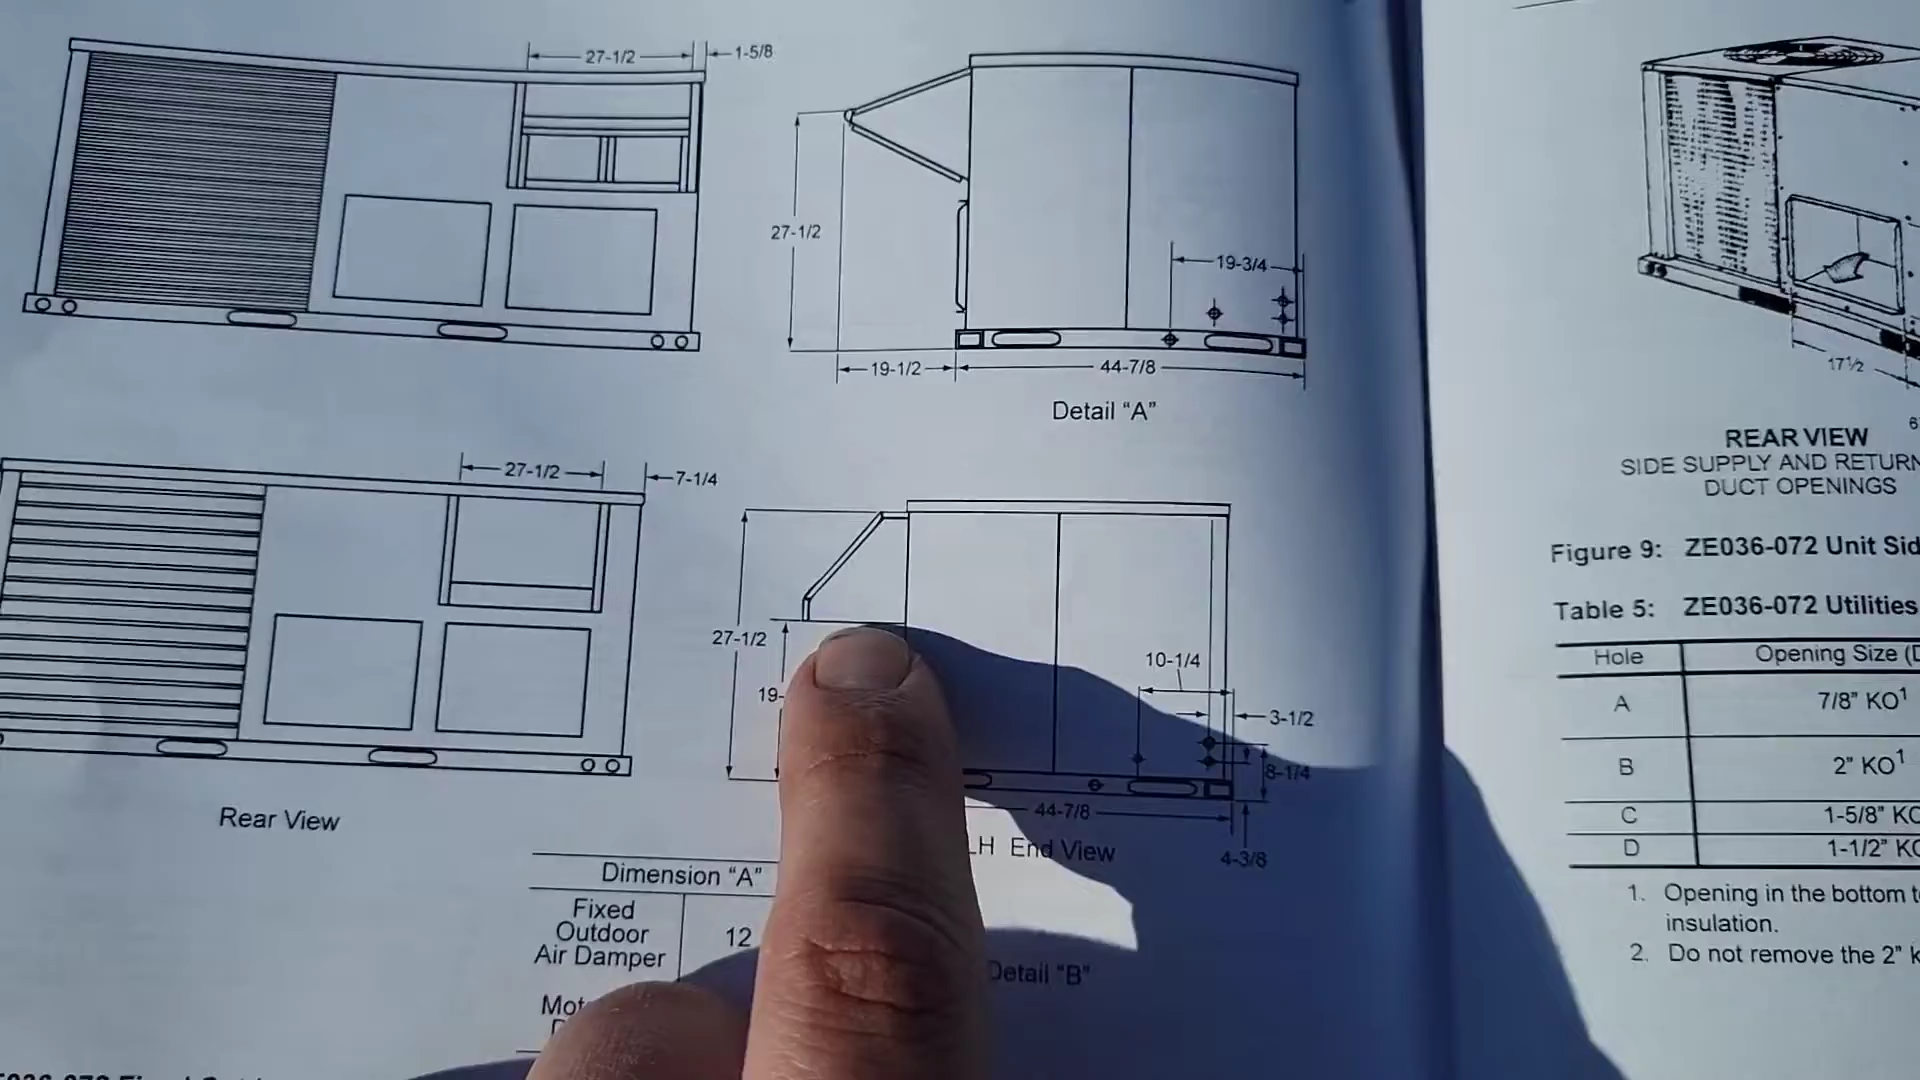 27-1/2
1-5/8
27-1/2
19-3/4
19-1/2
44-7/8
Detail “A”
27-1/2
7-1/4
27-1/2
19-
10-1/4
3-1/2
8-1/4
44-7/8
4-3/8
Rear View
LH End View
Dimension “A”
Fixed
Outdoor
Air Damper
12
Detail “B”
17½
REAR VIEW
SIDE SUPPLY AND RETURN
DUCT OPENINGS
Figure 9: ZE036-072 Unit Sid
Table 5: ZE036-072 Utilities
Hole
Opening Size (D
A
7/8” KO1
B
2” KO1
C
1-5/8” KO
D
1-1/2” KO
1. Opening in the bottom t
insulation.
2. Do not remove the 2” k